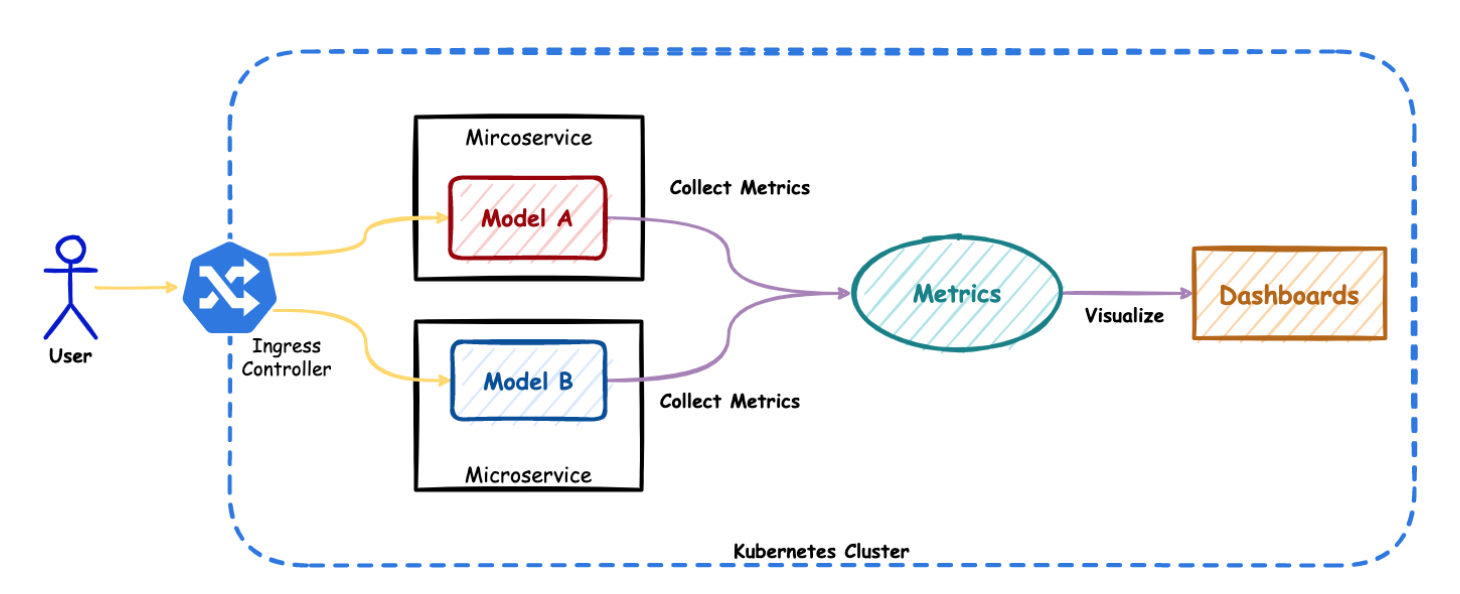 Mircoservice
Model A
Collect Metrics
User
Ingress
Controller
Model B
Microservice
Collect Metrics
Metrics
Visualize
Dashboards
Kubernetes Cluster